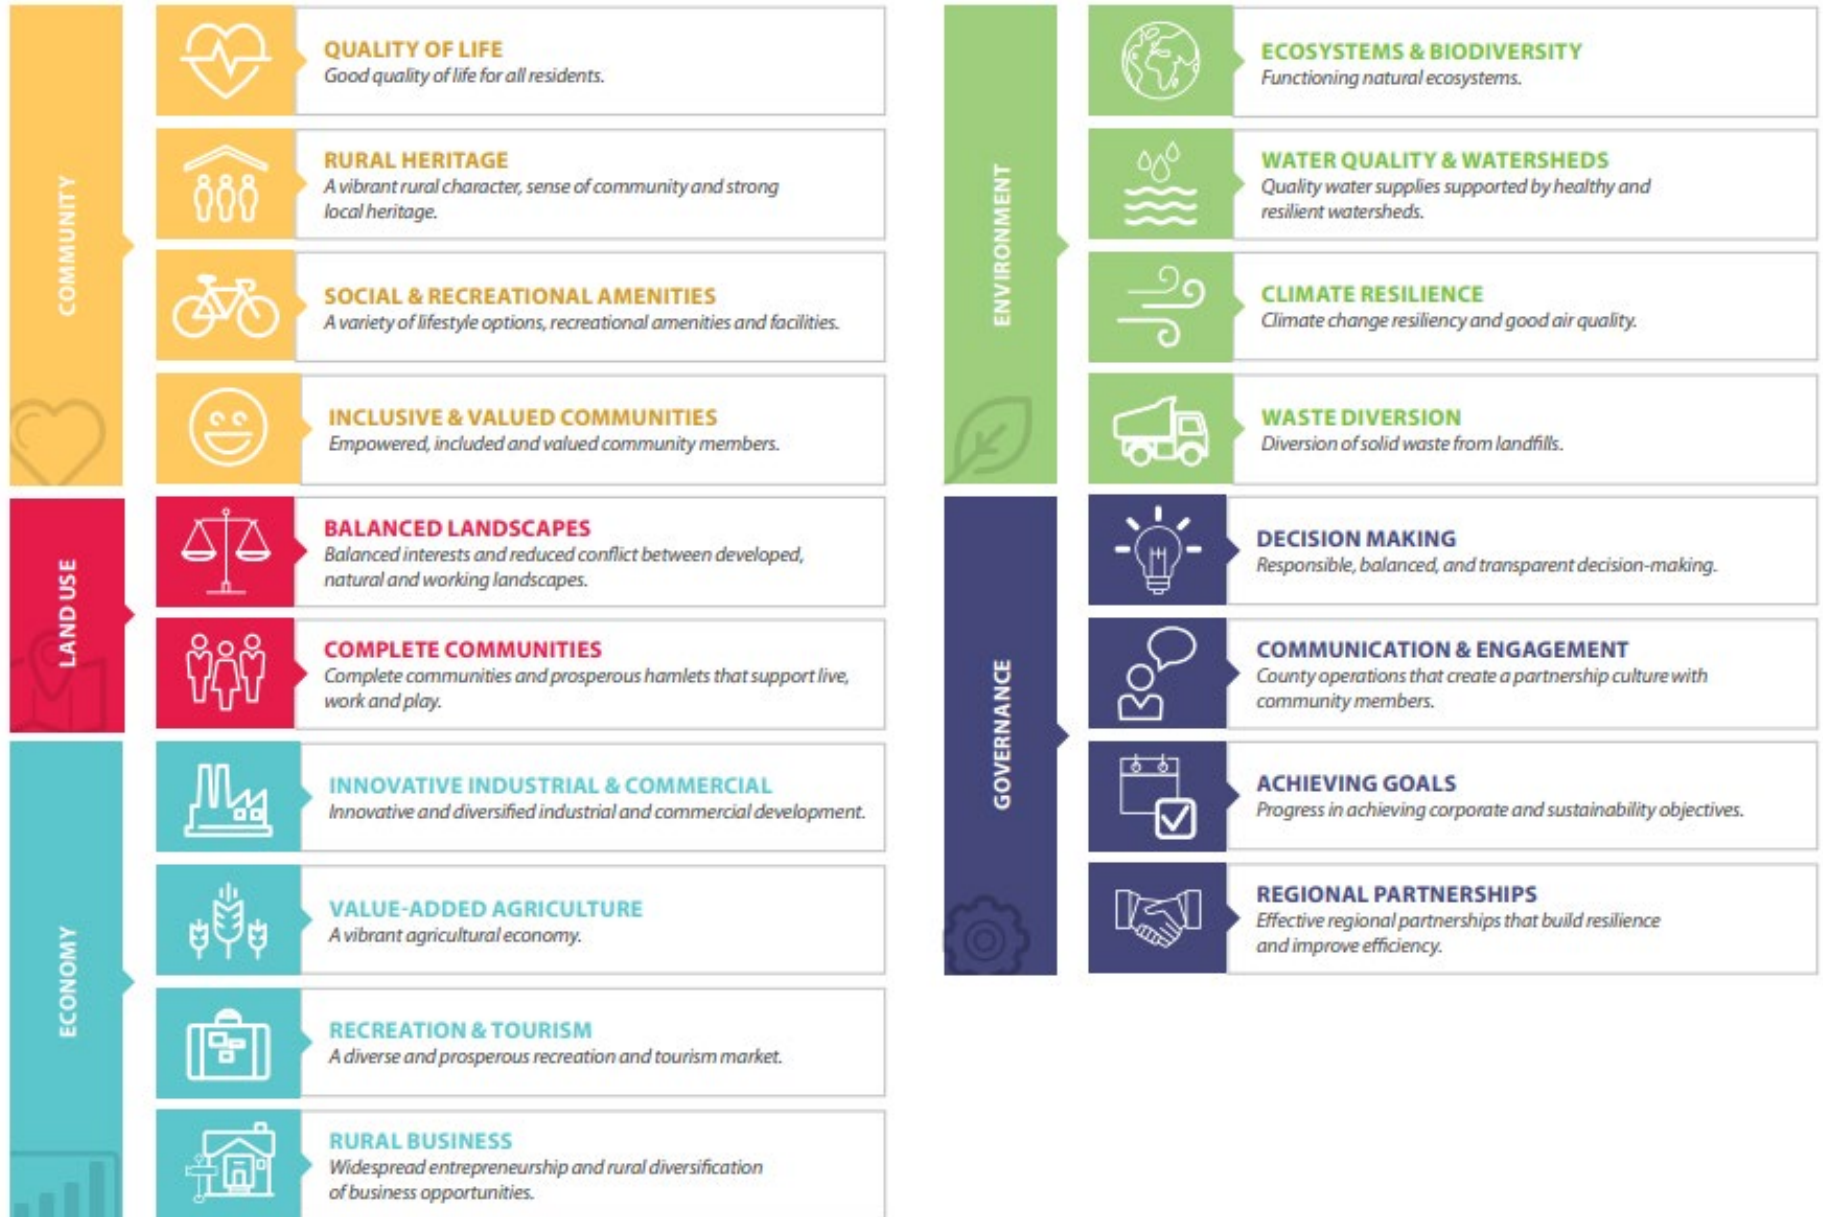 COMMUNITY
QUALITY OF LIFE
Good quality of life for all residents.
RURAL HERITAGE
A vibrant rural character, sense of community and strong
local heritage.
SOCIAL & RECREATIONAL AMENITIES
A variety of lifestyle options, recreational amenities and facilities.
INCLUSIVE & VALUED COMMUNITIES
Empowered, included and valued community members.
LAND USE
BALANCED LANDSCAPES
Balanced interests and reduced conflict between developed,
natural and working landscapes.
COMPLETE COMMUNITIES
Complete communities and prosperous hamlets that support live,
work and play.
ECONOMY
INNOVATIVE INDUSTRIAL & COMMERCIAL
Innovative and diversified industrial and commercial development.
VALUE-ADDED AGRICULTURE
A vibrant agricultural economy.
RECREATION & TOURISM
A diverse and prosperous recreation and tourism market.
RURAL BUSINESS
Widespread entrepreneurship and rural diversification
of business opportunities.
ENVIRONMENT
ECOSYSTEMS & BIODIVERSITY
Functioning natural ecosystems.
WATER QUALITY & WATERSHEDS
Quality water supplies supported by healthy and
resilient watersheds.
CLIMATE RESILIENCE
Climate change resiliency and good air quality.
WASTE DIVERSION
Diversion of solid waste from landfills.
GOVERNANCE
DECISION MAKING
Responsible, balanced, and transparent decision-making.
COMMUNICATION & ENGAGEMENT
County operations that create a partnership culture with
community members.
ACHIEVING GOALS
Progress in achieving corporate and sustainability objectives.
REGIONAL PARTNERSHIPS
Effective regional partnerships that build resilience
and improve efficiency.